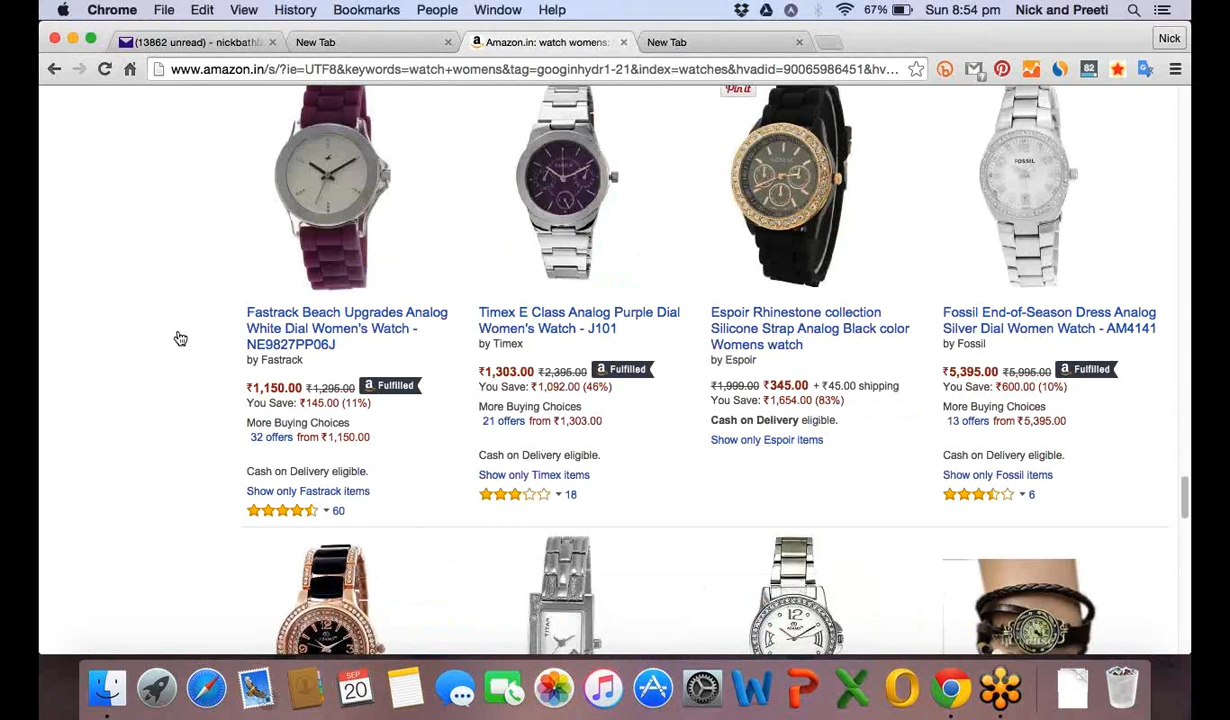 Chrome File Edit View History Bookmarks People Window Help 67% Sun 8:54 pm Nick and Preeti
(13862 unread) - nickbathl New Tab Amazon.in: watch womens New Tab Nick
www.amazon.in/s/?ie=UTF8&keywords=watch+womens&tag=googinhydr1-21&index=watches&hvadid=90065986451&hv... 82
Pin it
FOSSIL
Fastrack Beach Upgrades Analog
White Dial Women's Watch -
NE9827PP06J
by Fastrack
₹1,150.00 ₹1,295.00 a Fulfilled
You Save: ₹145.00 (11%)
More Buying Choices
32 offers from ₹1,150.00
Cash on Delivery eligible.
Show only Fastrack items
60
Timex E Class Analog Purple Dial
Women's Watch - J101
by Timex
₹1,303.00 ₹2,395.00 a Fulfilled
You Save: ₹1,092.00 (46%)
More Buying Choices
21 offers from ₹1,303.00
Cash on Delivery eligible.
Show only Timex items
18
Espoir Rhinestone collection
Silicone Strap Analog Black color
Womens watch
by Espoir
₹1,999.00 ₹345.00 + ₹45.00 shipping
You Save: ₹1,654.00 (83%)
Cash on Delivery eligible.
Show only Espoir items
Fossil End-of-Season Dress Analog
Silver Dial Women Watch - AM4141
by Fossil
₹5,395.00 ₹5,995.00 a Fulfilled
You Save: ₹600.00 (10%)
More Buying Choices
13 offers from ₹5,395.00
Cash on Delivery eligible.
Show only Fossil items
6
12
SEP
20